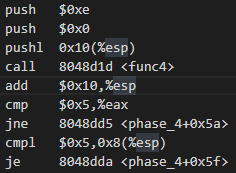 push $0xe
push $0x0
pushl 0x10(%esp)
call 8048d1d <func4>
add $0x10,%esp
cmp $0x5,%eax
jne 8048dd5 <phase_4+0x5a>
cmpl $0x5,0x8(%esp)
je 8048dda <phase_4+0x5f>